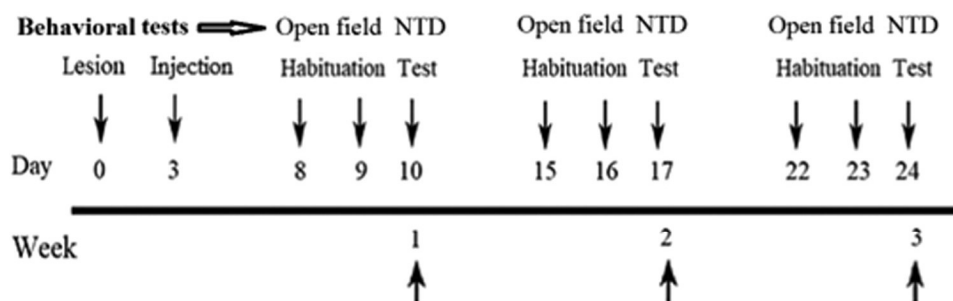 Behavioral tests Open field NTD Open field NTD Open field NTD
Lesion Injection Habituation Test Habituation Test Habituation Test
Day 0 3 8 9 10 15 16 17 22 23 24
Week 1 2 3